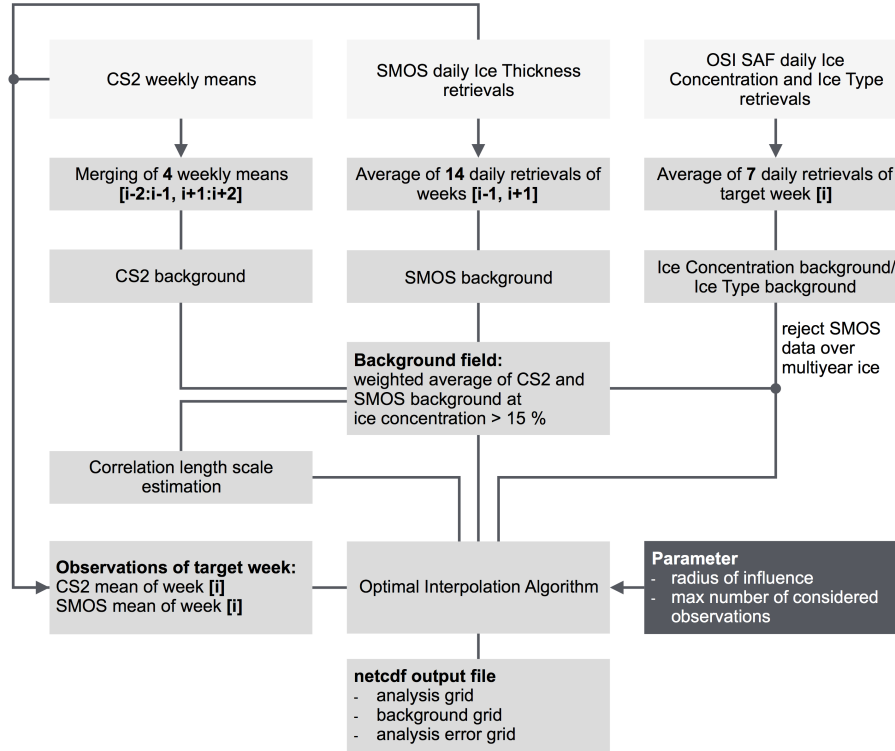 CS2 weekly means
SMOS daily Ice Thickness
retrievals
OSI SAF daily Ice
Concentration and Ice Type
retrievals
Merging of 4 weekly means
[i-2:i-1, i+1:i+2]
Average of 14 daily retrievals of
weeks [i-1, i+1]
Average of 7 daily retrievals of
target week [i]
CS2 background
SMOS background
Ice Concentration background/
Ice Type background
reject SMOS
data over
multiyear ice
Background field:
weighted average of CS2 and
SMOS background at
ice concentration > 15 %
Correlation length scale
estimation
Observations of target week:
CS2 mean of week [i]
SMOS mean of week [i]
Optimal Interpolation Algorithm
Parameter
- radius of influence
- max number of considered
observations
netcdf output file
- analysis grid
- background grid
- analysis error grid